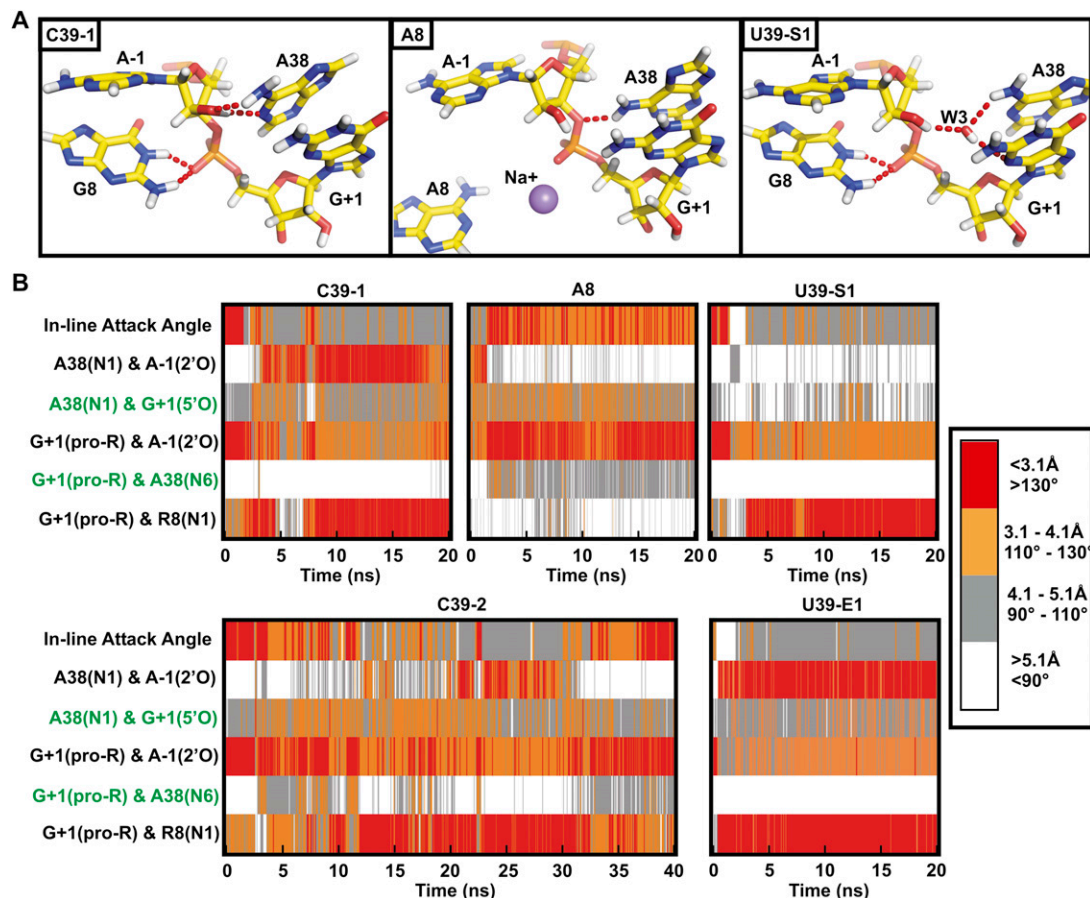 A
C39-1
A-1
A38
G8
G+1
A8
A-1
A38
A8
Na+
G+1
U39-S1
A-1
A38
W3
G8
G+1
B
C39-1
A8
U39-S1
In-line Attack Angle
A38(N1) & A-1(2'O)
A38(N1) & G+1(5'O)
G+1(pro-R) & A-1(2'O)
G+1(pro-R) & A38(N6)
G+1(pro-R) & R8(N1)
0 5 10 15 20
0 5 10 15 20
0 5 10 15 20
Time (ns)
Time (ns)
Time (ns)
<3.1Å
>130°
3.1 - 4.1Å
110° - 130°
4.1 - 5.1Å
90° - 110°
>5.1Å
<90°
C39-2
U39-E1
In-line Attack Angle
A38(N1) & A-1(2'O)
A38(N1) & G+1(5'O)
G+1(pro-R) & A-1(2'O)
G+1(pro-R) & A38(N6)
G+1(pro-R) & R8(N1)
0 5 10 15 20 25 30 35 40
0 5 10 15 20
Time (ns)
Time (ns)